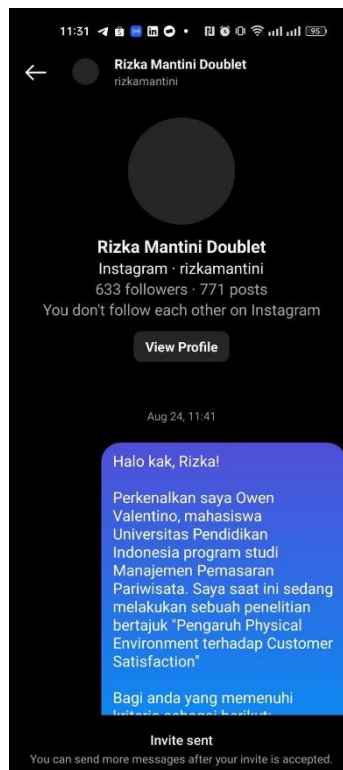 11:31
95
Rizka Mantini Doublet
rizkamantini
Rizka Mantini Doublet
Instagram · rizkamantini
633 followers · 771 posts
You don't follow each other on Instagram
View Profile
Aug 24, 11:41
Halo kak, Rizka!
Perkenalkan saya Owen
Valentino, mahasiswa
Universitas Pendidikan
Indonesia program studi
Manajemen Pemasaran
Pariwisata. Saya saat ini sedang
melakukan sebuah penelitian
bertajuk "Pengaruh Physical
Environment terhadap Customer
Satisfaction"
Bagi anda yang memenuhi
kriteria sebagai berikut:
Invite sent
You can send more messages after your invite is accepted.